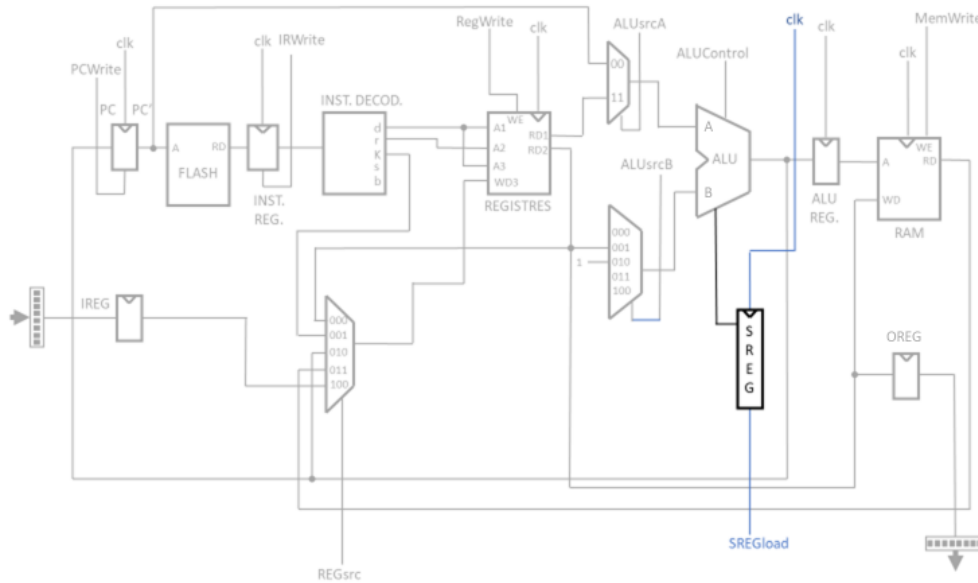 MemWrite
clk
RegWrite
ALUsrcA
clk
clk
IRWrite
clk
clk
ALUControl
clk
PCWrite
00
INST. DECOD.
11
PC
PC'
WE
A
WE
d
A1
RD1
r
A2
RD2
K
A3
s
WD3
b
A
RD
FLASH
ALU
B
A
RD
WD
ALUsrcB
INST.
REG.
REGISTRES
ALU
REG.
RAM
000
001
1
010
011
100
IREG
000
001
010
011
100
S
R
E
G
OREG
SREGload
REGsrc